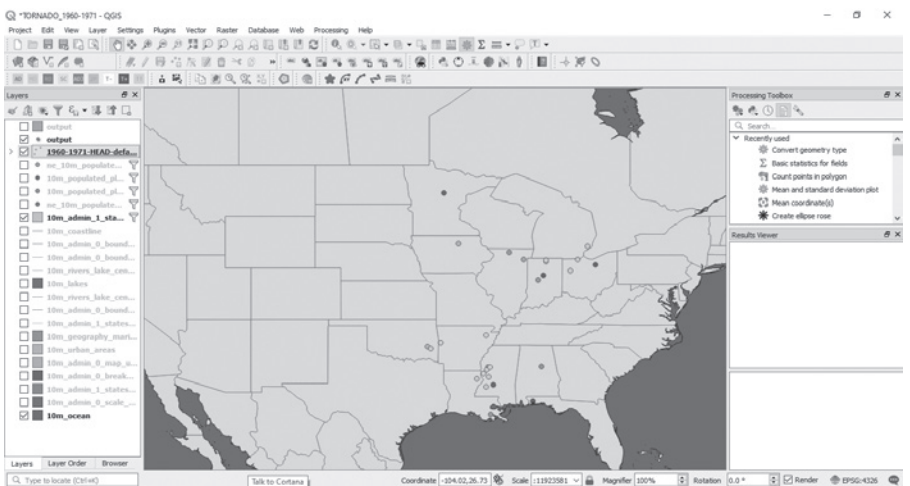 *TORNADO_1960-1971 - QGIS
Project Edit View Layer Settings Plugins Vector Raster Database Web Processing Help
Layers
output
output
1960-1971-HEAD-defa...
ne_10m_populate...
10m_populated_pl...
10m_populated_pl...
ne_10m_populate...
10m_admin_1_sta...
10m_coastline
10m_admin_0_bound...
10m_admin_0_bound...
10m_rivers_lake_cen...
10m_lakes
10m_rivers_lake_cen...
10m_admin_0_bound...
10m_admin_1_states...
10m_geography_mari...
10m_urban_areas
10m_admin_0_map_u...
10m_admin_0_break...
10m_admin_1_states...
10m_admin_0_scale_...
10m_ocean
Layers Layer Order Browser
Processing Toolbox
Search...
Recently used
Convert geometry type
Basic statistics for fields
Count points in polygon
Mean and standard deviation plot
Mean coordinate(s)
Create ellipse rose
Results Viewer
Type to locate (Ctrl+K)
Talk to Cortana
Coordinate -104.02,26.73 Scale :11923581 Magnifier 100% Rotation 0.0 ° Render EPSG:4326